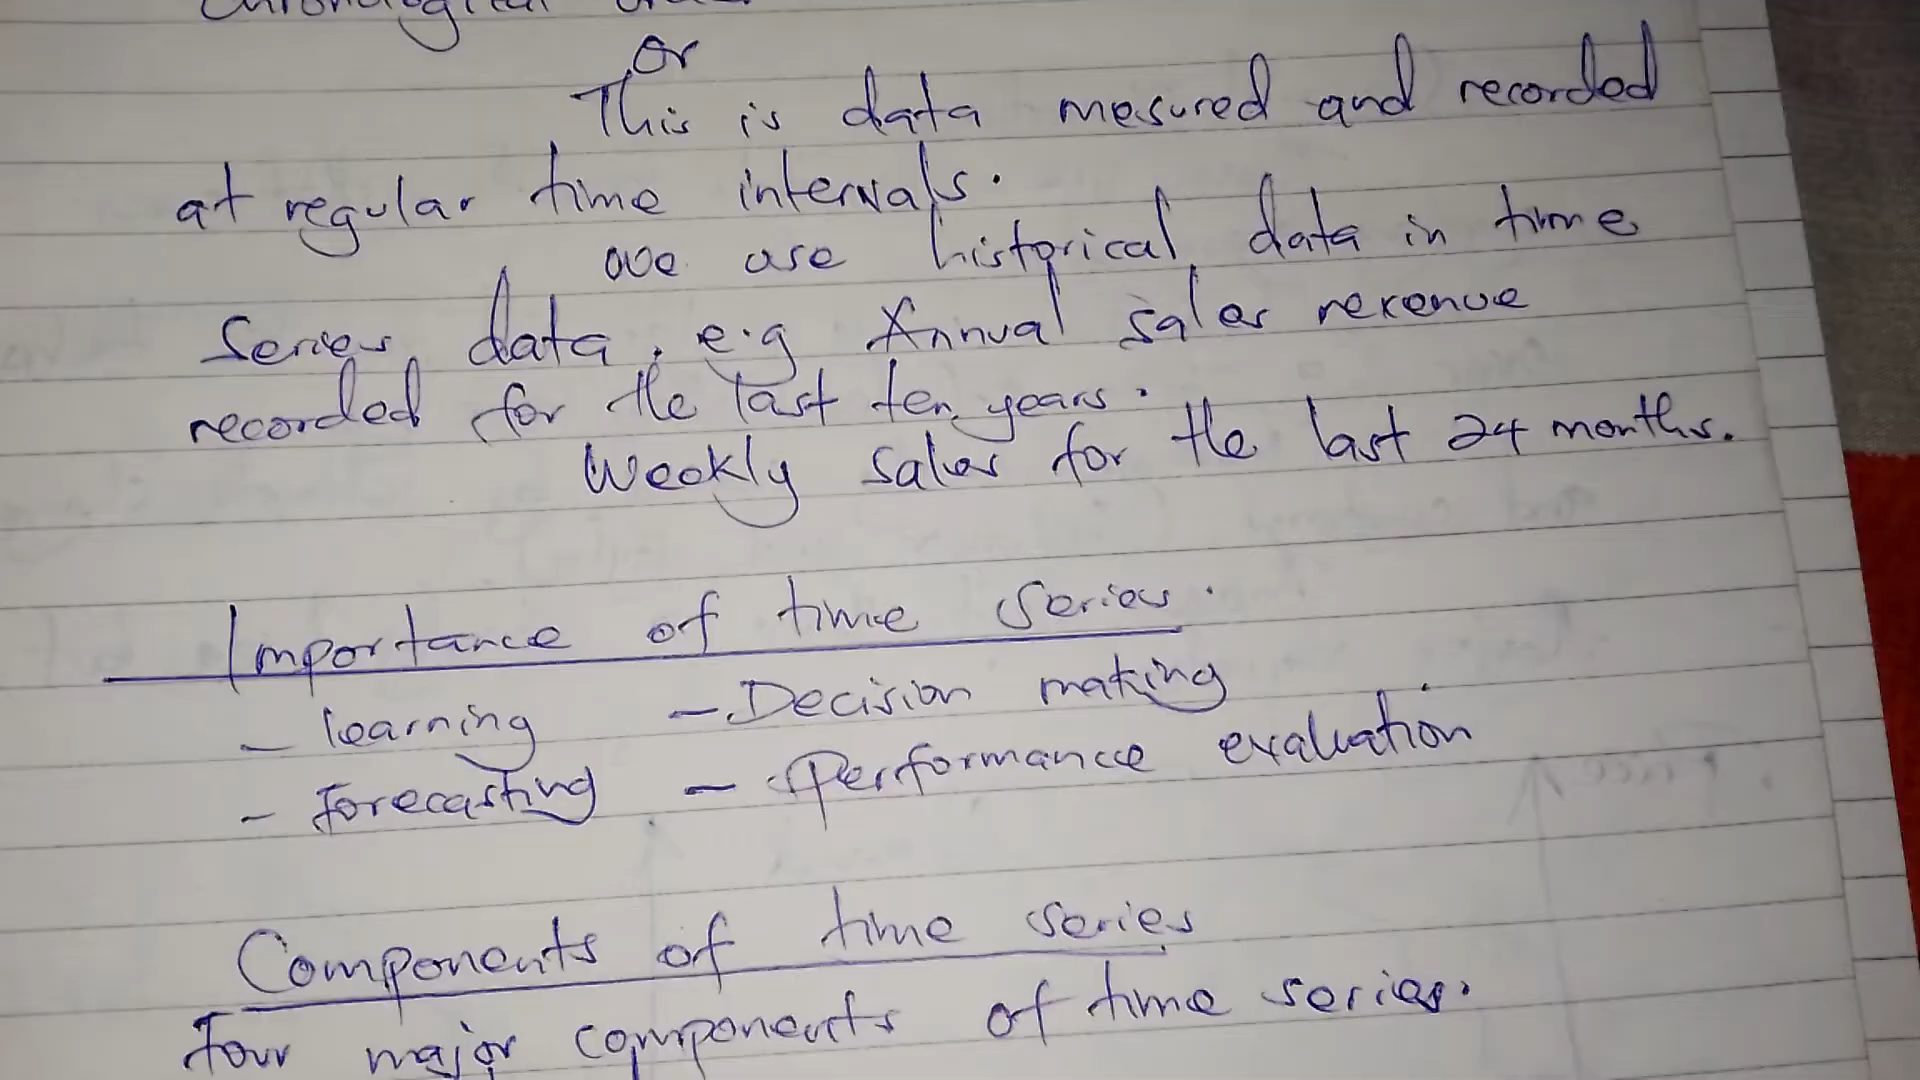 chronological
Or
This is data mesured and recorded
at regular time intervals.
we use historical data in time
Series data, e.g Annual sales revenue
recorded for the last ten years.
Weekly sales for the last 24 months.
Importance of time series.
- learning - Decision making
- Forecasting - Performance evaluation
Components of time series
Four major components of time series.